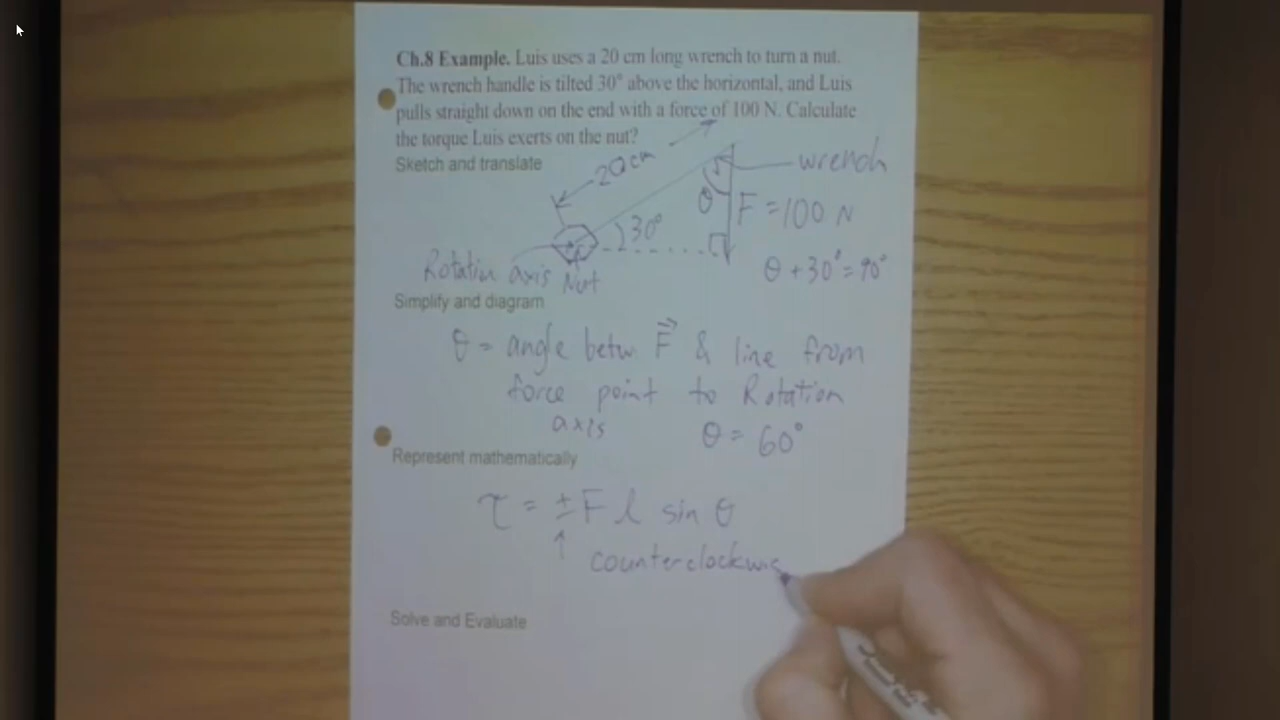 Ch.8 Example. Luis uses a 20 cm long wrench to turn a nut.
The wrench handle is tilted 30° above the horizontal, and Luis
pulls straight down on the end with a force of 100 N. Calculate
the torque Luis exerts on the nut?
Sketch and translate
20 cm
wrench
θ
F = 100 N
30°
θ + 30° = 90°
Rotation axis Nut
Simplify and diagram
θ = angle betw. F⃗ & line from
force point to Rotation
axis
θ = 60°
Represent mathematically
τ = ± F l sin θ
↑ counterclockwis
Solve and Evaluate